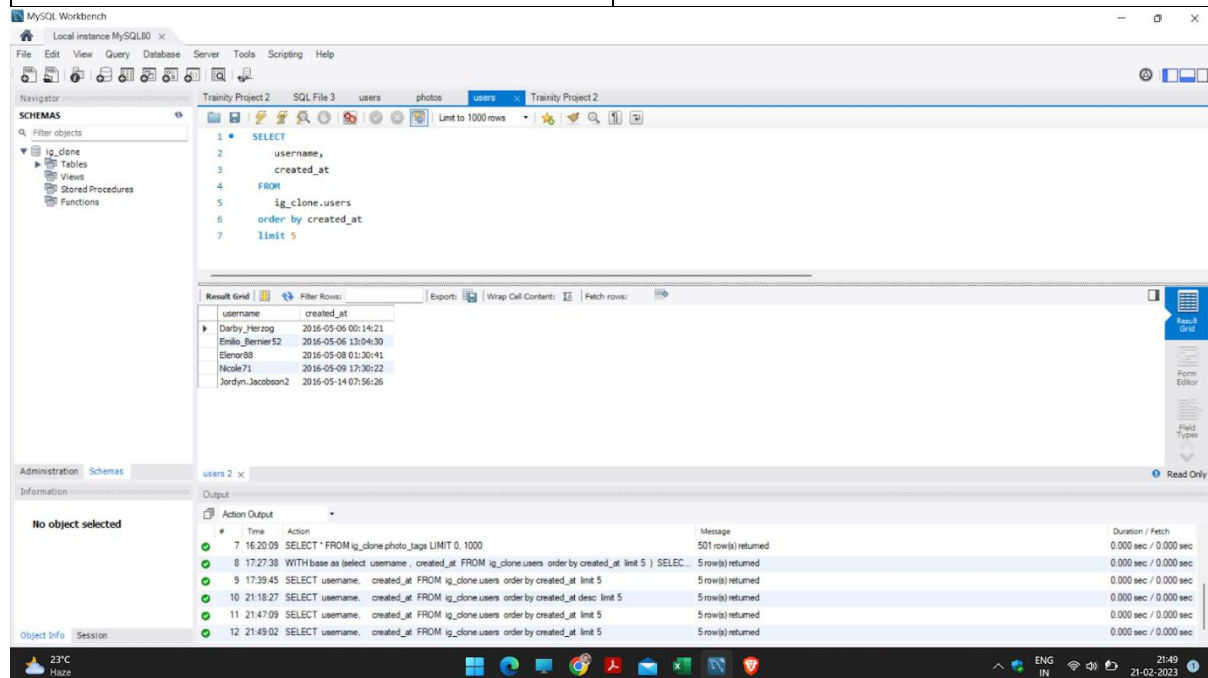 MySQL Workbench
Local instance MySQL80 ×
File Edit View Query Database Server Tools Scripting Help
Navigator
Trainity Project 2 SQL File 3 users photos users × Trainity Project 2
SCHEMAS
Limit to 1000 rows
Filter objects
ig_clone
Tables
Views
Stored Procedures
Functions
1 SELECT
2 username,
3 created_at
4 FROM
5 ig_clone.users
6 order by created_at
7 limit 5
Result Grid Filter Rows: Export: Wrap Cell Content: Fetch rows:
username created_at
Darby_Herzog 2016-05-06 00:14:21
Emilio_Bernier52 2016-05-06 13:04:30
Elenor88 2016-05-08 01:30:41
Nicole71 2016-05-09 17:30:22
Jordyn.Jacobson2 2016-05-14 07:56:26
Result
Grid
Form
Editor
Field
Types
Administration Schemas
users 2 ×
Read Only
Information
No object selected
Output
Action Output
# Time Action Message Duration / Fetch
7 16:20:09 SELECT * FROM ig_clone.photo_tags LIMIT 0, 1000 501 row(s) returned 0.000 sec / 0.000 sec
8 17:27:38 WITH base as (select username , created_at FROM ig_clone.users order by created_at limit 5 ) SELEC... 5 row(s) returned 0.000 sec / 0.000 sec
9 17:39:45 SELECT username, created_at FROM ig_clone.users order by created_at limit 5 5 row(s) returned 0.000 sec / 0.000 sec
10 21:18:27 SELECT username, created_at FROM ig_clone.users order by created_at desc limit 5 5 row(s) returned 0.000 sec / 0.000 sec
11 21:47:09 SELECT username, created_at FROM ig_clone.users order by created_at limit 5 5 row(s) returned 0.000 sec / 0.000 sec
12 21:49:02 SELECT username, created_at FROM ig_clone.users order by created_at limit 5 5 row(s) returned 0.000 sec / 0.000 sec
Object Info Session
23°C
Haze
ENG
IN
21:49
21-02-2023
1